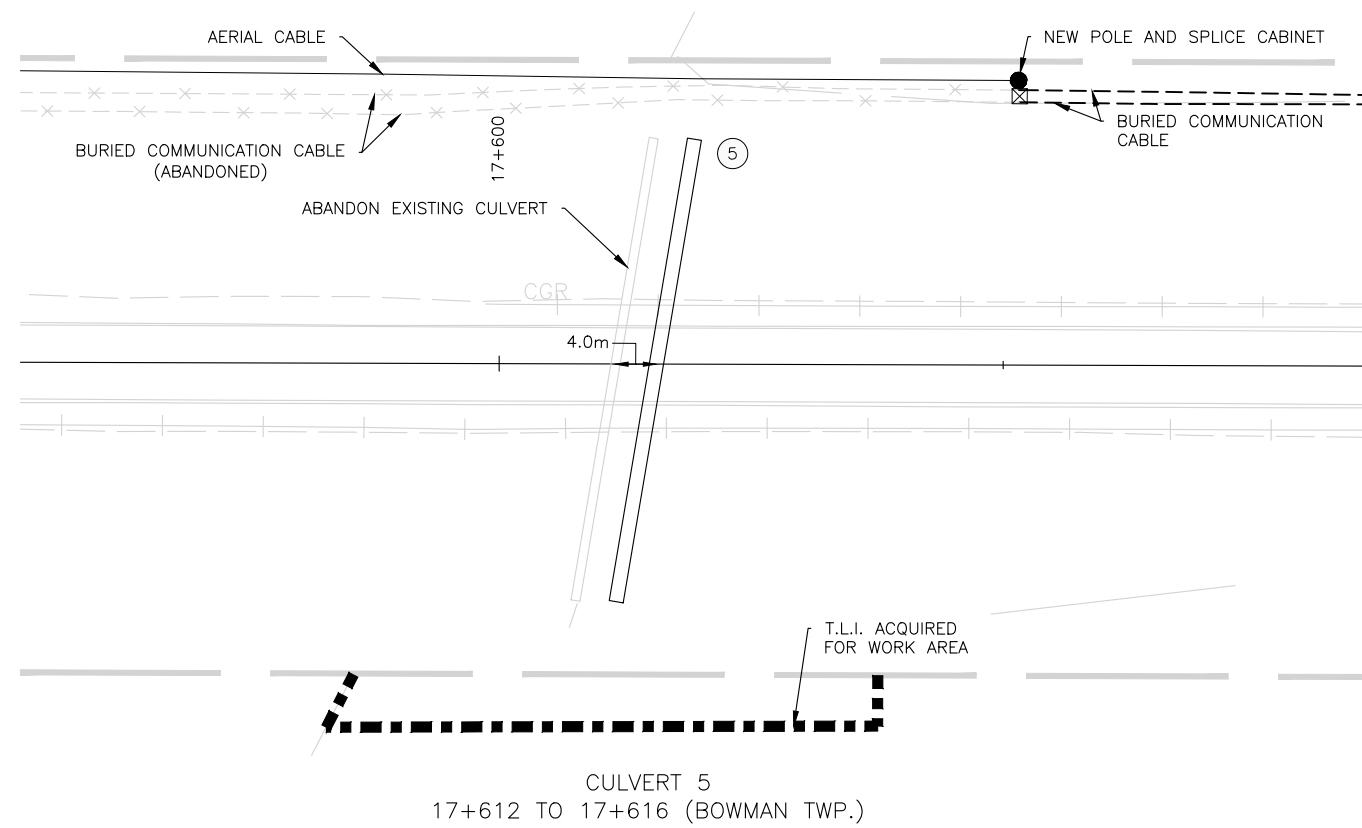 AERIAL CABLE
NEW POLE AND SPLICE CABINET
BURIED COMMUNICATION
CABLE
BURIED COMMUNICATION CABLE
(ABANDONED)
17+600
5
ABANDON EXISTING CULVERT
CGR
4.0m
T.L.I. ACQUIRED
FOR WORK AREA
CULVERT 5
17+612 TO 17+616 (BOWMAN TWP.)